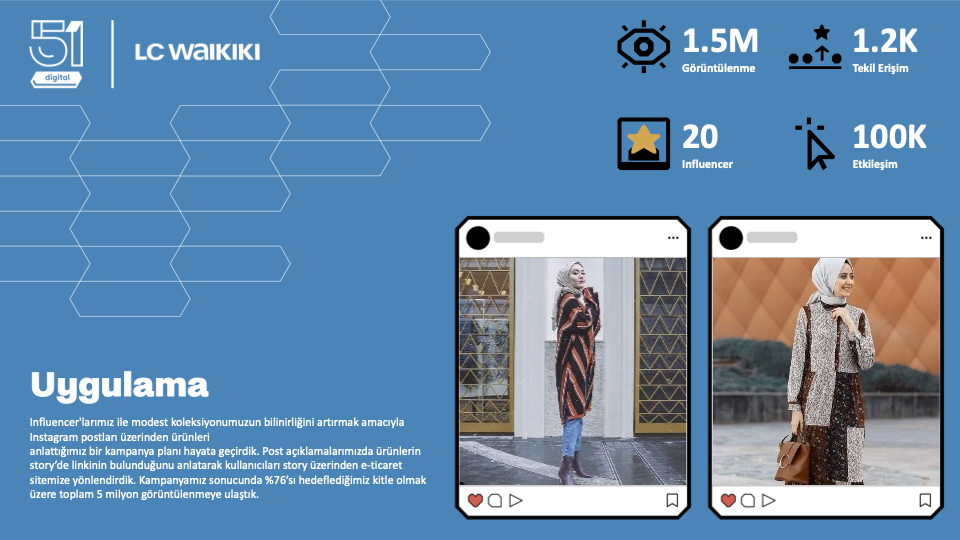 51
digital
LC WAIKIKI
1.5M
Görüntülenme
1.2K
Tekil Erişim
20
Influencer
100K
Etkileşim
Uygulama
Influencer'larımız ile modest koleksiyonumuzun bilinirliğini artırmak amacıyla
Instagram postları üzerinden ürünleri
anlattığımız bir kampanya planı hayata geçirdik. Post açıklamalarımızda ürünlerin
story'de linkinin bulunduğunu anlatarak kullanıcıları story üzerinden e-ticaret
sitemize yönlendirdik. Kampanyamız sonucunda %76'sı hedeflediğimiz kitle olmak
üzere toplam 5 milyon görüntülenmeye ulaştık.